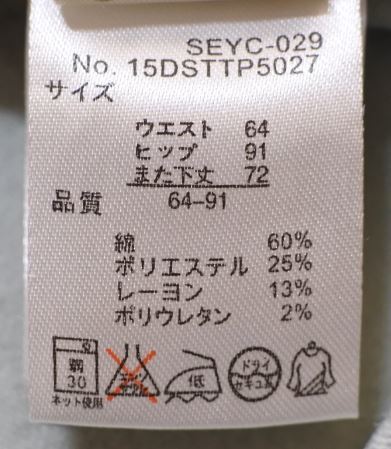 SEYC-029
No. 15DSTTP5027
サイズ
ウエスト 64
ヒップ 91
また下丈 72
品質 64-91
綿 60%
ポリエステル 25%
レーヨン 13%
ポリウレタン 2%
弱 30 低 ドライ セキユ系
ネット使用